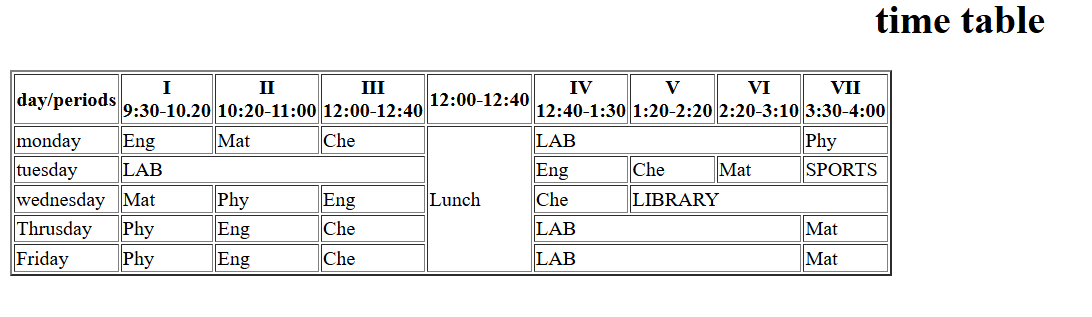 time table
day/periods I 9:30-10.20 II 10:20-11:00 III 12:00-12:40 12:00-12:40 IV 12:40-1:30 V 1:20-2:20 VI 2:20-3:10 VII 3:30-4:00
monday Eng Mat Che Lunch LAB Phy
tuesday LAB Eng Che Mat SPORTS
wednesday Mat Phy Eng Che LIBRARY
Thrusday Phy Eng Che LAB Mat
Friday Phy Eng Che LAB Mat